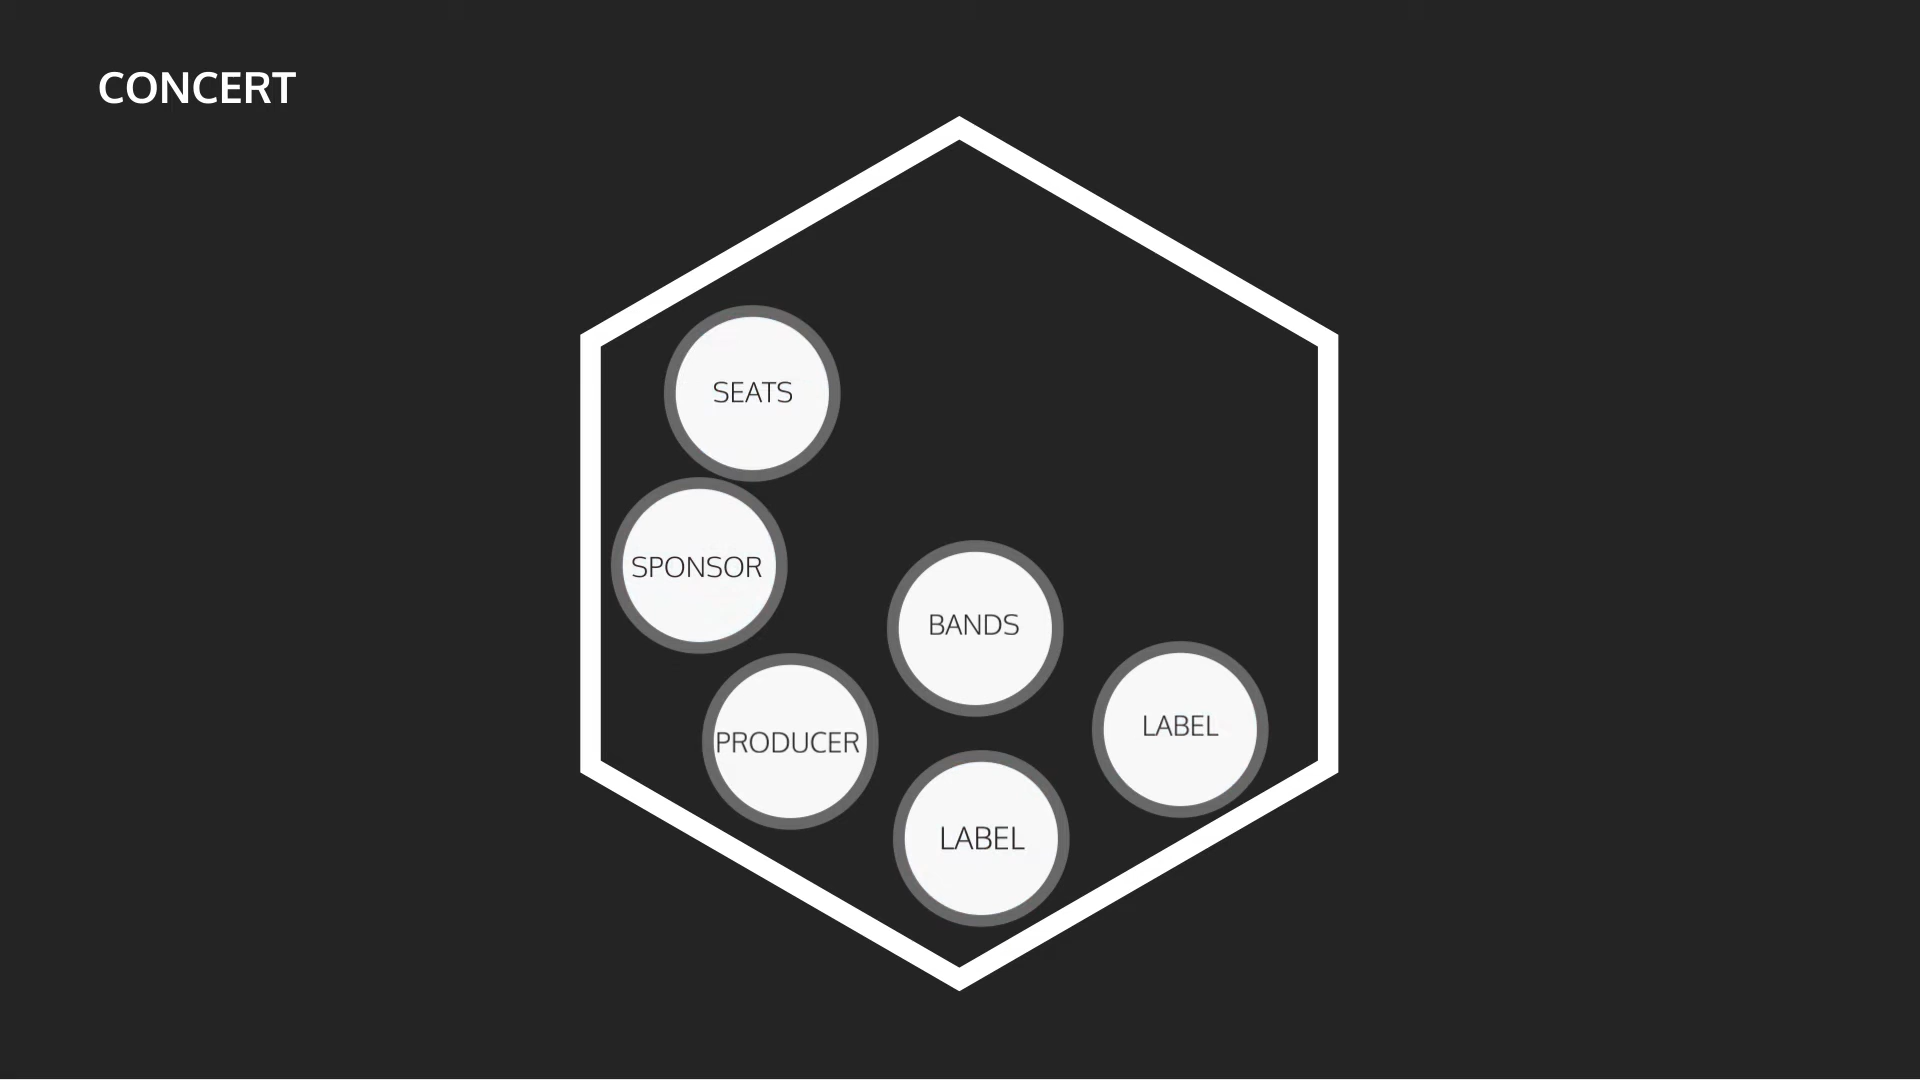 CONCERT
SEATS
SPONSOR
BANDS
PRODUCER
LABEL
LABEL